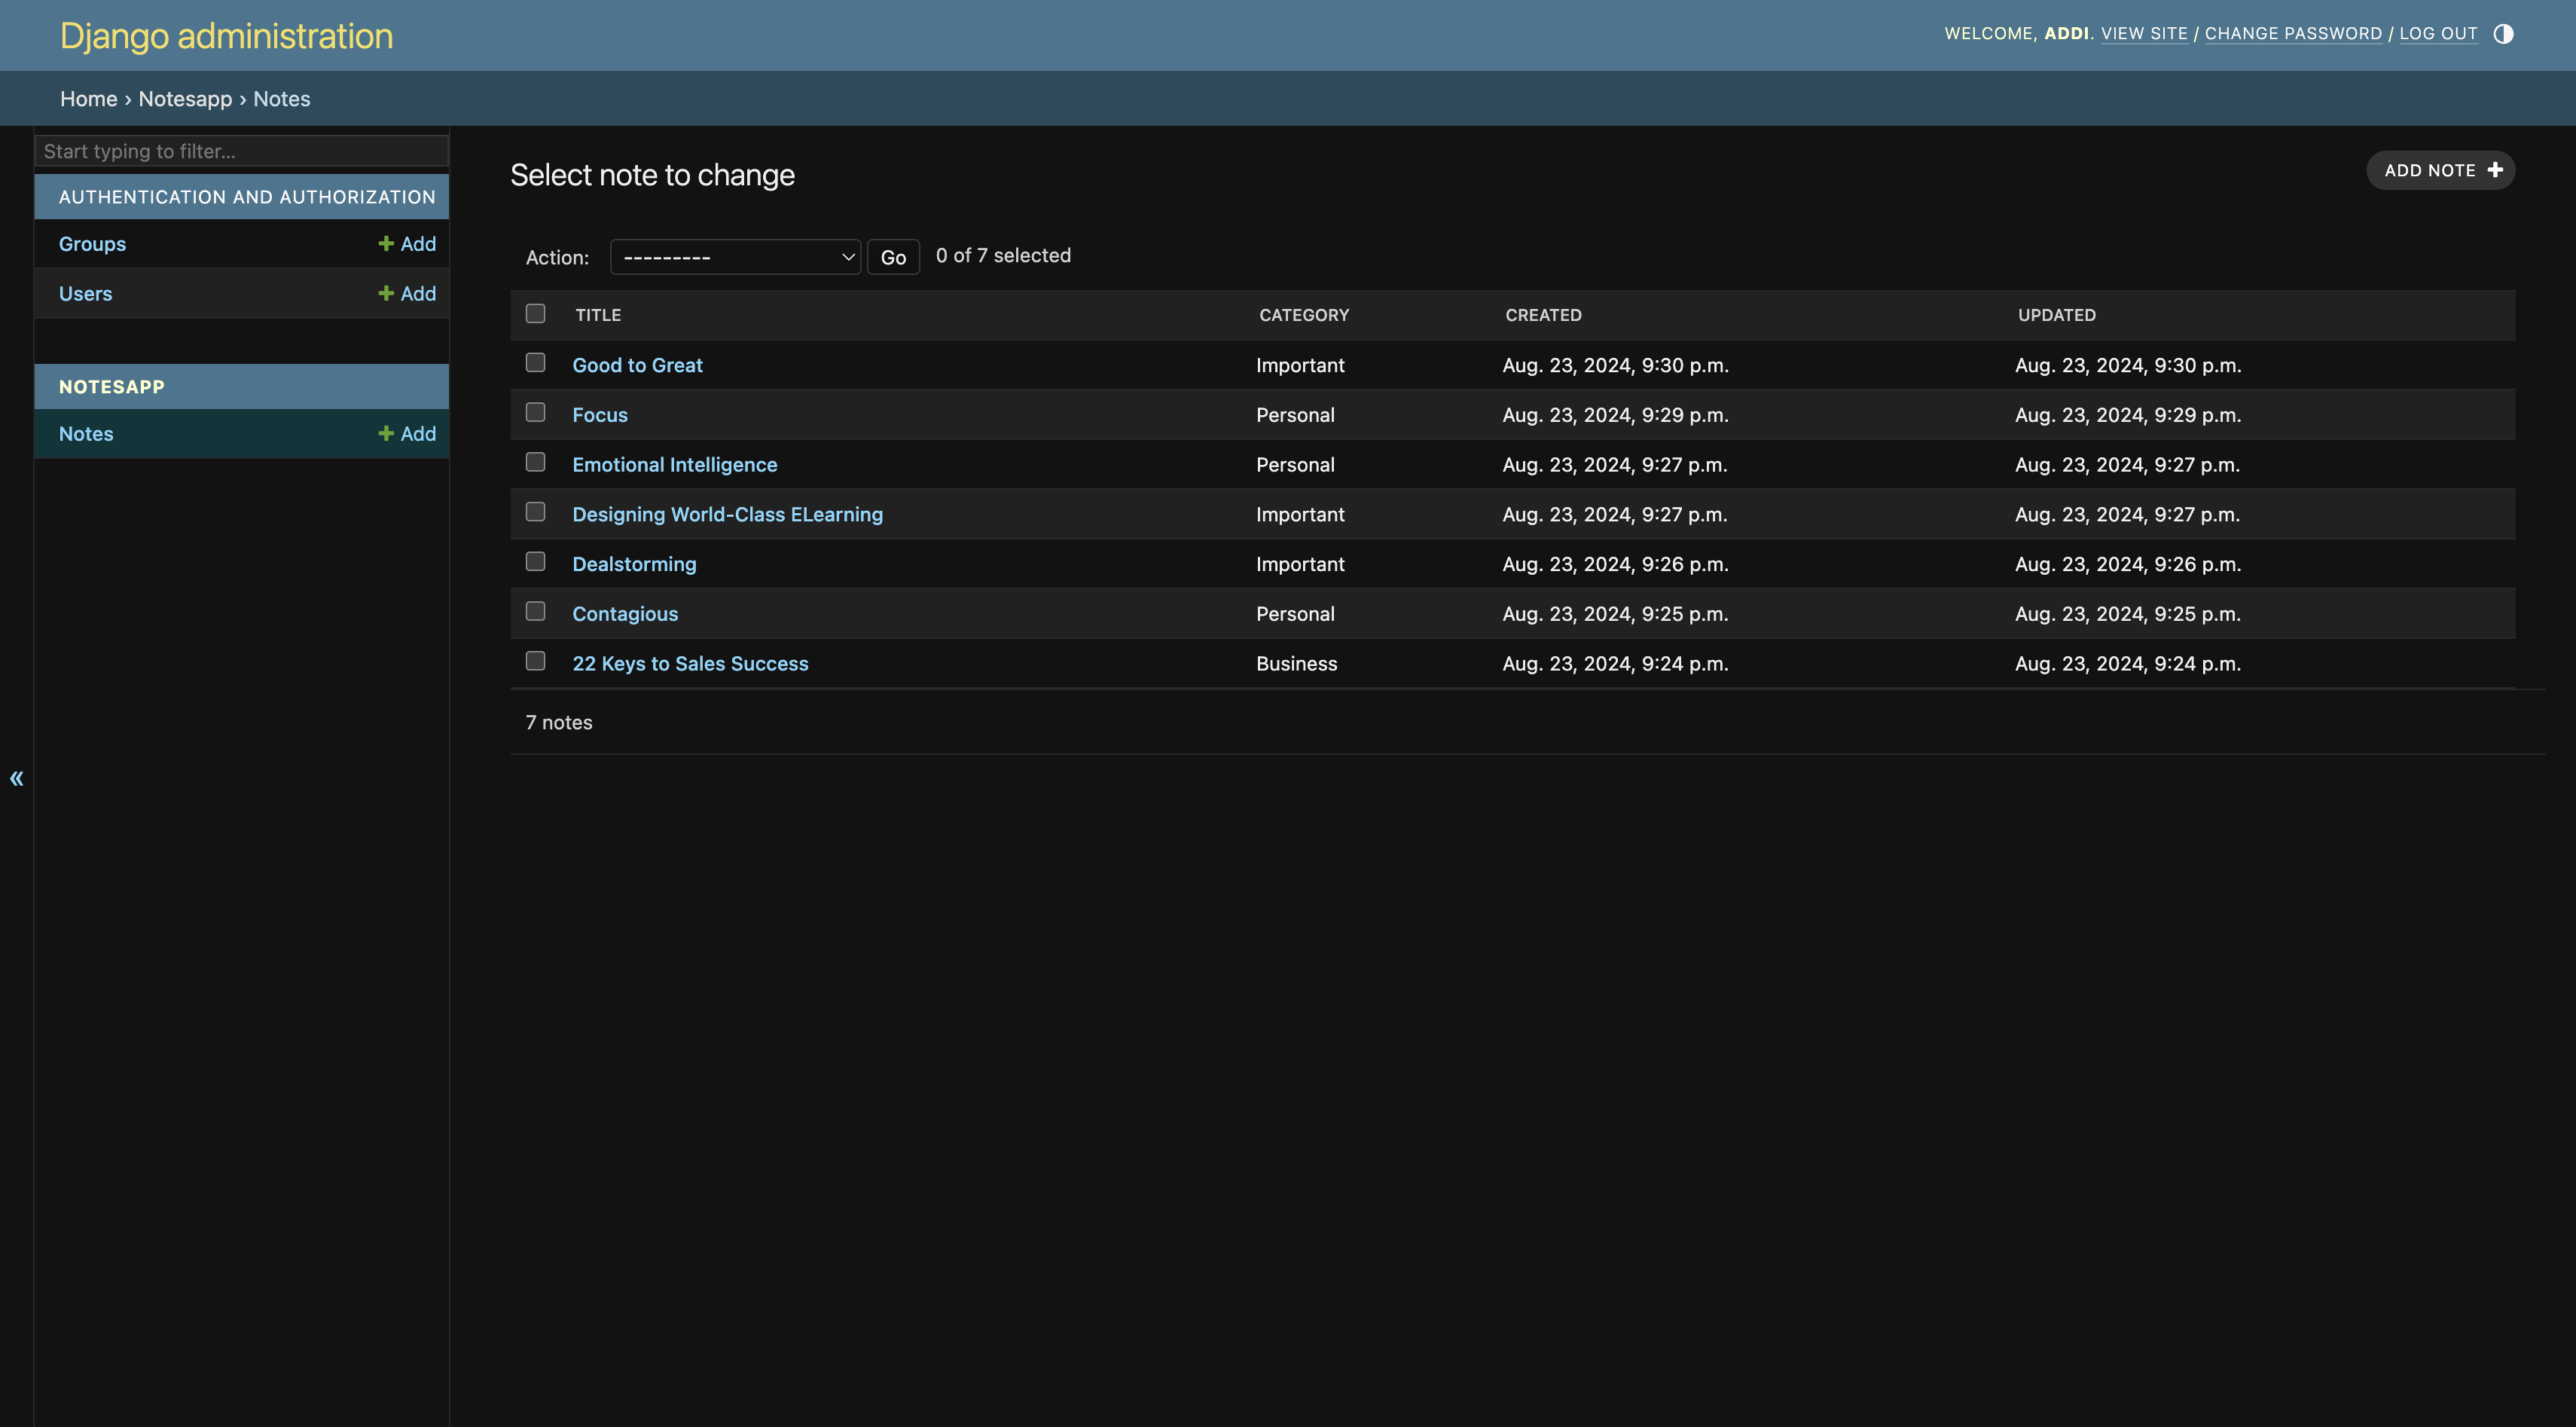 Django administration
WELCOME, ADDI. VIEW SITE / CHANGE PASSWORD / LOG OUT
Home › Notesapp › Notes
Start typing to filter...
AUTHENTICATION AND AUTHORIZATION
Groups + Add
Users + Add
NOTESAPP
Notes + Add
«
Select note to change
ADD NOTE +
Action: --------- Go 0 of 7 selected
TITLE CATEGORY CREATED UPDATED
Good to Great Important Aug. 23, 2024, 9:30 p.m. Aug. 23, 2024, 9:30 p.m.
Focus Personal Aug. 23, 2024, 9:29 p.m. Aug. 23, 2024, 9:29 p.m.
Emotional Intelligence Personal Aug. 23, 2024, 9:27 p.m. Aug. 23, 2024, 9:27 p.m.
Designing World-Class ELearning Important Aug. 23, 2024, 9:27 p.m. Aug. 23, 2024, 9:27 p.m.
Dealstorming Important Aug. 23, 2024, 9:26 p.m. Aug. 23, 2024, 9:26 p.m.
Contagious Personal Aug. 23, 2024, 9:25 p.m. Aug. 23, 2024, 9:25 p.m.
22 Keys to Sales Success Business Aug. 23, 2024, 9:24 p.m. Aug. 23, 2024, 9:24 p.m.
7 notes